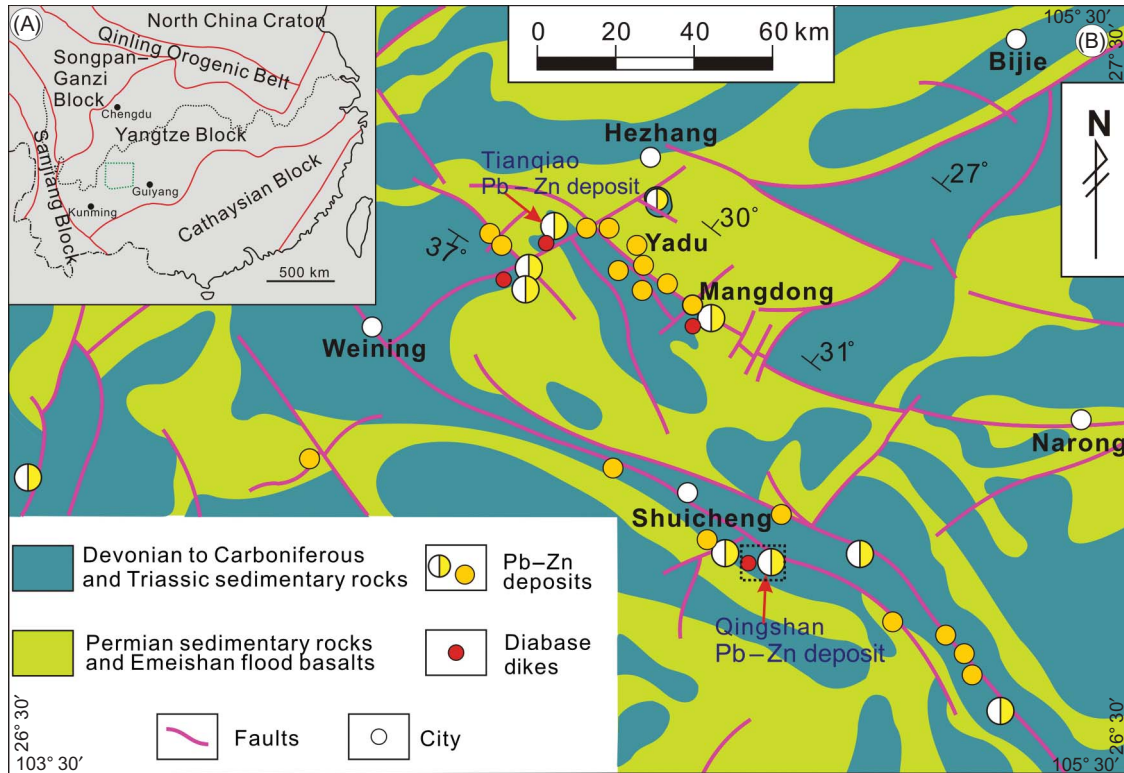 (A)
North China Craton
Qinling Orogenic Belt
Songpan–
Ganzi
Block
Chengdu
Yangtze Block
Sanjiang Block
Guiyang
Kunming
Cathaysian Block
500 km
0 20 40 60 km
105° 30′
27° 30′
(B)
Bijie
N
Hezhang
Tianqiao
Pb–Zn deposit
27°
30°
37°
Yadu
Mangdong
Weining
31°
Narong
Shuicheng
Qingshan
Pb–Zn deposit
Devonian to Carboniferous
and Triassic sedimentary rocks
Pb–Zn
deposits
Permian sedimentary rocks
and Emeishan flood basalts
Diabase
dikes
Faults
City
26° 30′
103° 30′
26° 30′
105° 30′